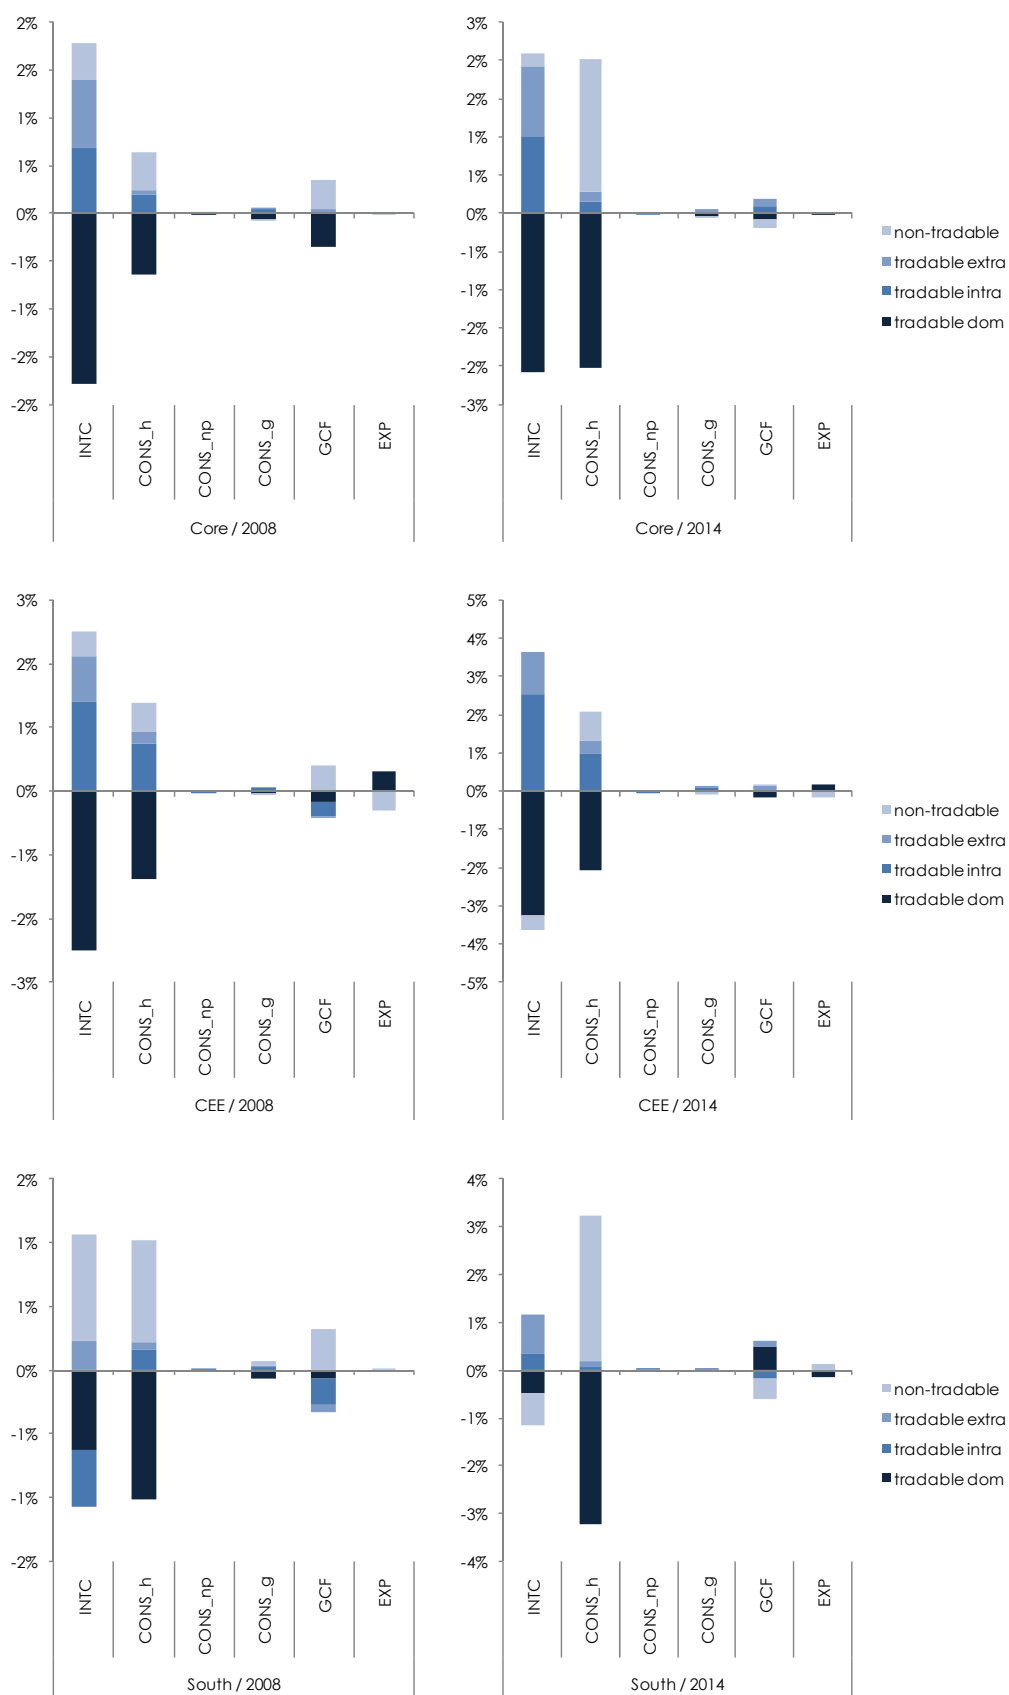 2%
2%
1%
1%
0%
-1%
-1%
-2%
-2%
INTC
CONS_h
CONS_np
CONS_g
GCF
EXP
Core / 2008
3%
2%
2%
1%
1%
0%
-1%
-1%
-2%
-2%
-3%
INTC
CONS_h
CONS_np
CONS_g
GCF
EXP
Core / 2014
non-tradable
tradable extra
tradable intra
tradable dom
3%
2%
1%
0%
-1%
-2%
-3%
INTC
CONS_h
CONS_np
CONS_g
GCF
EXP
CEE / 2008
5%
4%
3%
2%
1%
0%
-1%
-2%
-3%
-4%
-5%
INTC
CONS_h
CONS_np
CONS_g
GCF
EXP
CEE / 2014
non-tradable
tradable extra
tradable intra
tradable dom
2%
1%
1%
0%
-1%
-1%
-2%
INTC
CONS_h
CONS_np
CONS_g
GCF
EXP
South / 2008
4%
3%
2%
1%
0%
-1%
-2%
-3%
-4%
INTC
CONS_h
CONS_np
CONS_g
GCF
EXP
South / 2014
non-tradable
tradable extra
tradable intra
tradable dom